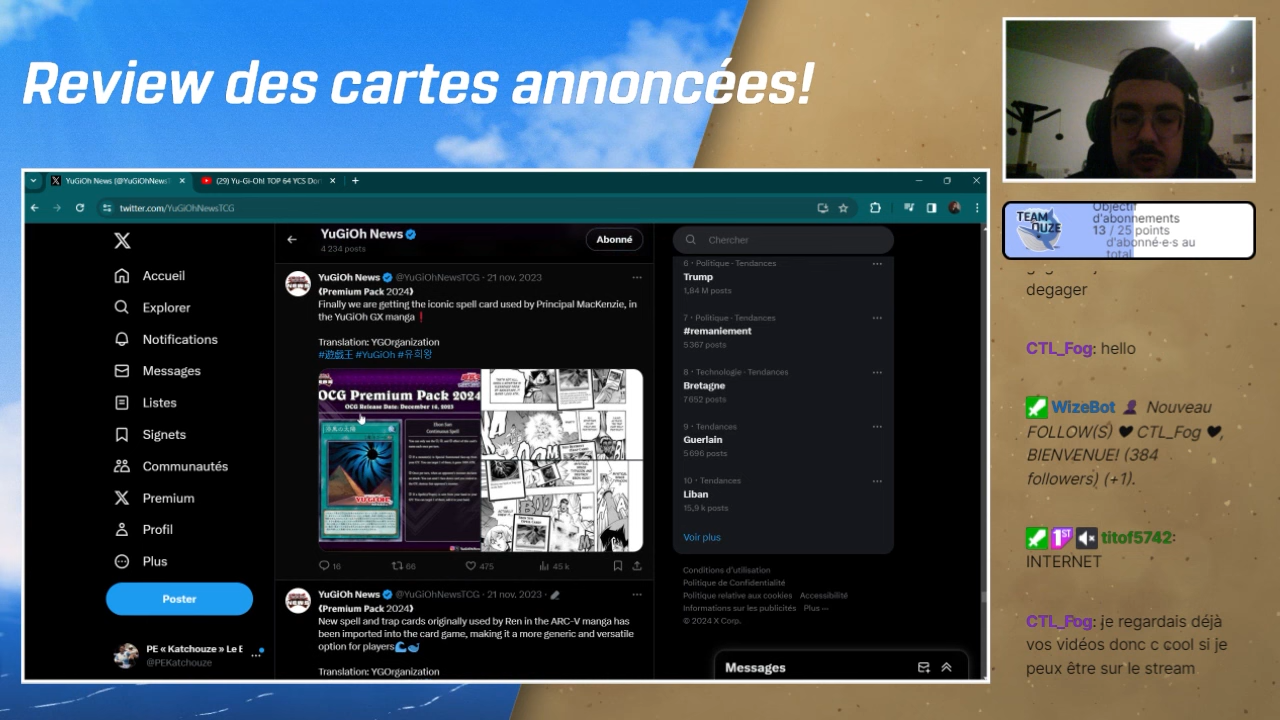 Review des cartes annoncées!
YuGiOh News (@YuGiOhNewsT
(29) Yu-Gi-Oh! TOP 64 YCS Dor
twitter.com/YuGiOhNewsTCG
YuGiOh News
4 234 posts
Abonné
Chercher
Accueil
Explorer
Notifications
Messages
Listes
Signets
Communautés
Premium
Profil
Plus
Poster
PE « Katchouze » Le E
@PEKatchouze
YuGiOh News @YuGiOhNewsTCG · 21 nov. 2023
【Premium Pack 2024】
Finally we are getting the iconic spell card used by Principal MacKenzie, in
the YuGiOh GX manga❗
Translation: YGOrganization
#遊戯王 #YuGiOh #유희왕
OCG Premium Pack 2024
OCG Release Date: December 16, 2023
Continuous Spell
16
66
475
45 k
YuGiOh News @YuGiOhNewsTCG · 21 nov. 2023
【Premium Pack 2024】
New spell and trap cards originally used by Ren in the ARC-V manga has
been imported into the card game, making it a more generic and versatile
option for players
Translation: YGOrganization
6 · Politique · Tendances
Trump
1,84 M posts
7 · Politique · Tendances
#remaniement
5 367 posts
8 · Technologie · Tendances
Bretagne
7 652 posts
9 · Tendances
Guerlain
5 696 posts
10 · Tendances
Liban
15,9 k posts
Voir plus
Conditions d'utilisation
Politique de Confidentialité
Politique relative aux cookies Accessibilité
Informations sur les publicités Plus ···
© 2024 X Corp.
Messages
TEAM
OUZE
Objectif
d'abonnements
13 / 25 points
d'abonné·e·s au
total
degager
CTL_Fog: hello
WizeBot Nouveau
FOLLOW(S) ♥ CTL_Fog ♥,
BIENVENUE! (384
followers) (+1).
1ST titof5742:
INTERNET
CTL_Fog: je regardais déjà
vos vidéos donc c cool si je
peux être sur le stream